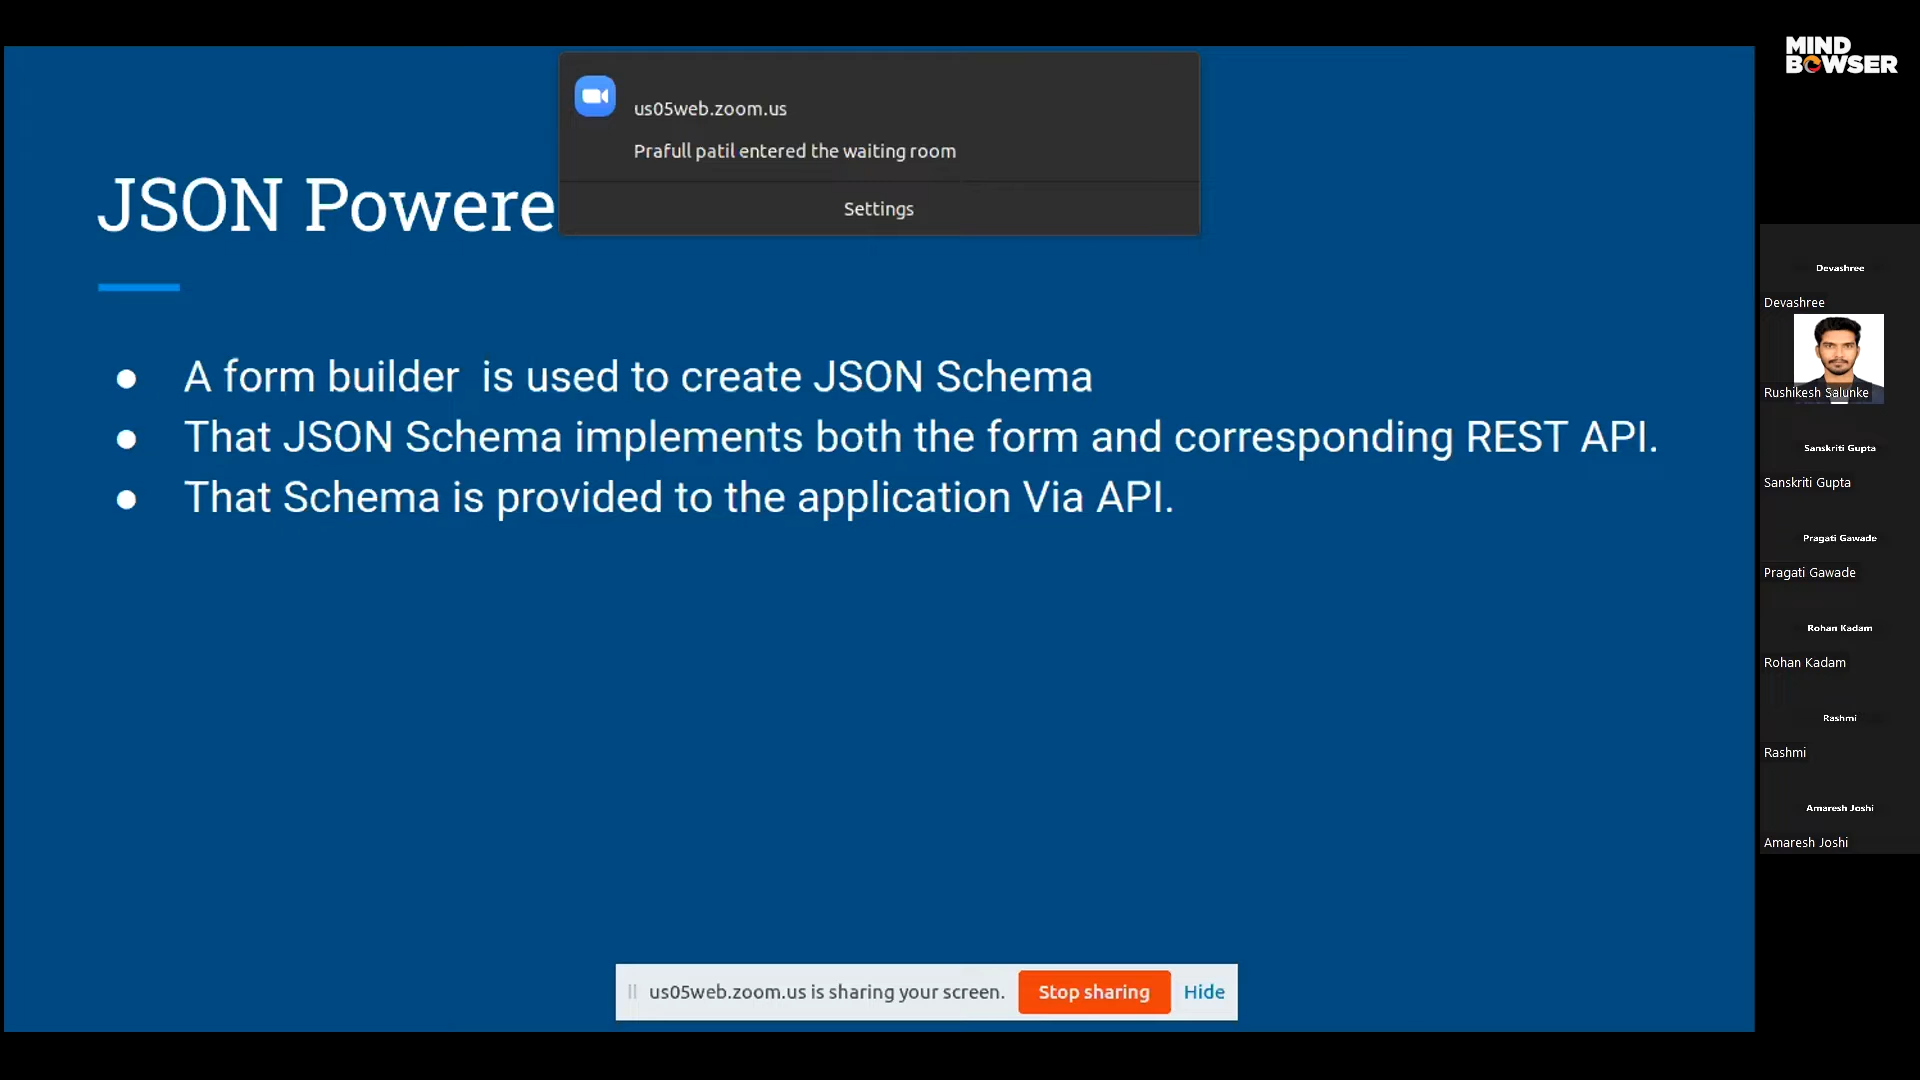 MIND
BOWSER
us05web.zoom.us
Prafull patil entered the waiting room
Settings
JSON Powere
A form builder is used to create JSON Schema
That JSON Schema implements both the form and corresponding REST API.
That Schema is provided to the application Via API.
us05web.zoom.us is sharing your screen.
Stop sharing
Hide
Devashree
Devashree
Rushikesh Salunke
Sanskriti Gupta
Sanskriti Gupta
Pragati Gawade
Pragati Gawade
Rohan Kadam
Rohan Kadam
Rashmi
Rashmi
Amaresh Joshi
Amaresh Joshi